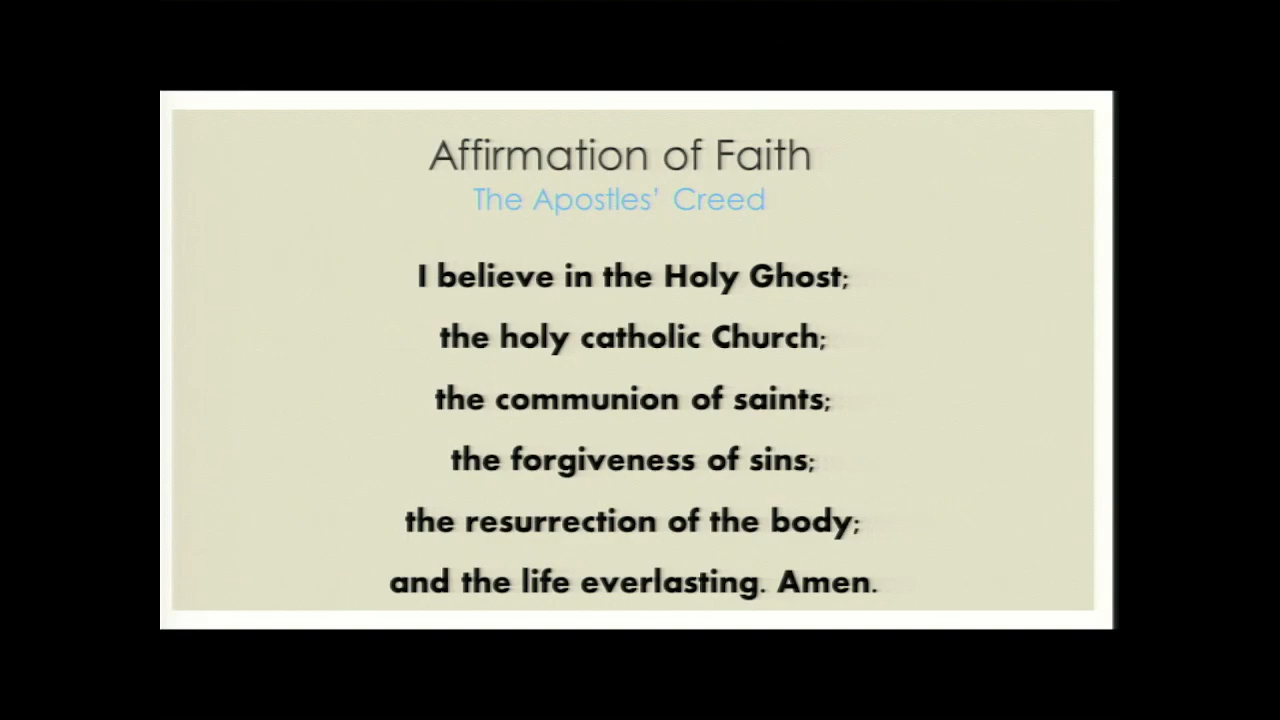 Affirmation of Faith
The Apostles’ Creed
I believe in the Holy Ghost;
the holy catholic Church;
the communion of saints;
the forgiveness of sins;
the resurrection of the body;
and the life everlasting. Amen.